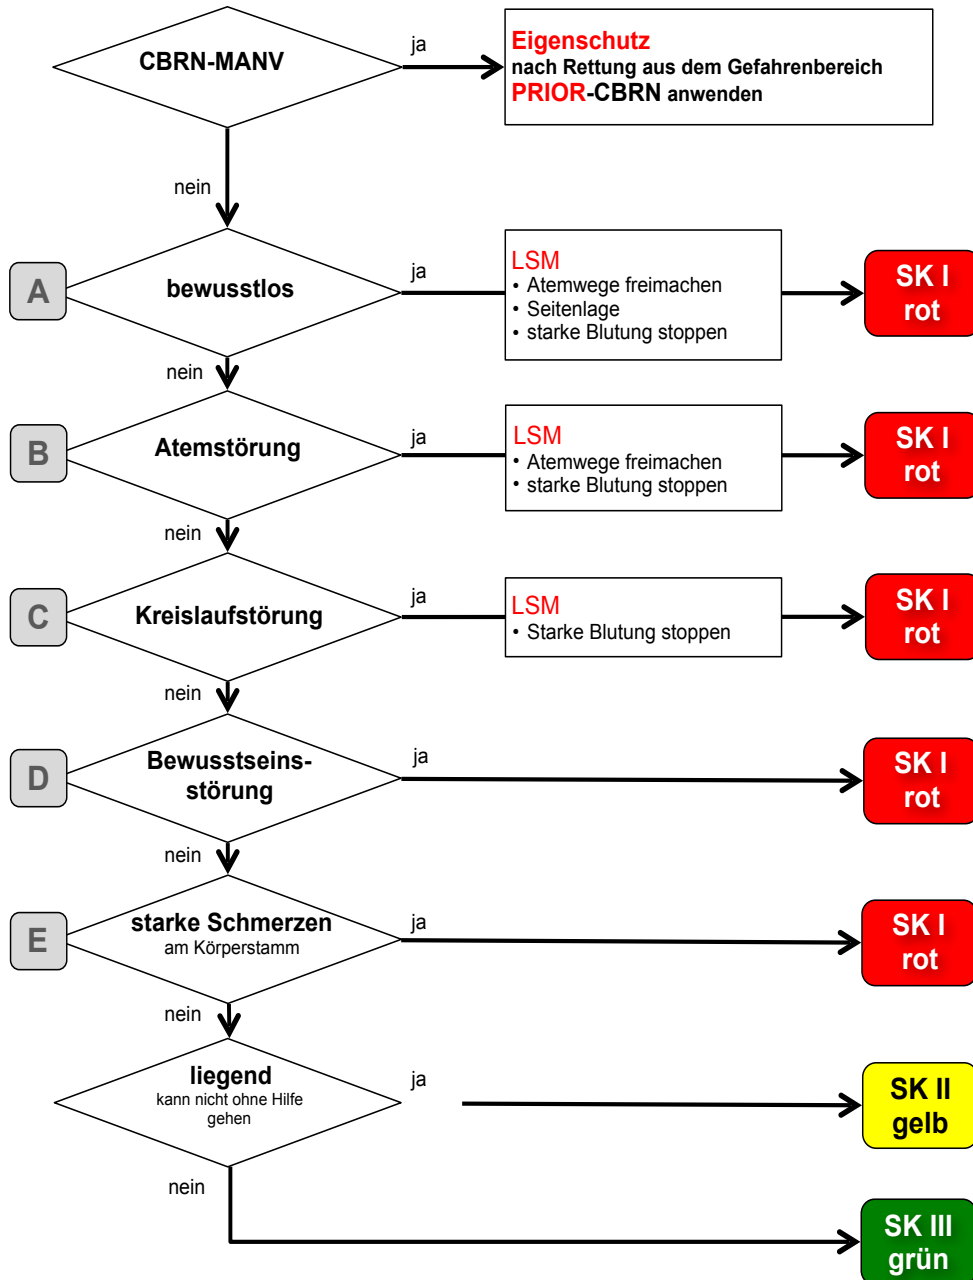 CBRN-MANV
ja
Eigenschutz
nach Rettung aus dem Gefahrenbereich
PRIOR-CBRN anwenden
nein
A
bewusstlos
ja
LSM
• Atemwege freimachen
• Seitenlage
• starke Blutung stoppen
SK I
rot
nein
B
Atemstörung
ja
LSM
• Atemwege freimachen
• starke Blutung stoppen
SK I
rot
nein
C
Kreislaufstörung
ja
LSM
• Starke Blutung stoppen
SK I
rot
nein
D
Bewusstseins-
störung
ja
SK I
rot
nein
E
starke Schmerzen
am Körperstamm
ja
SK I
rot
nein
liegend
kann nicht ohne Hilfe
gehen
ja
SK II
gelb
nein
SK III
grün